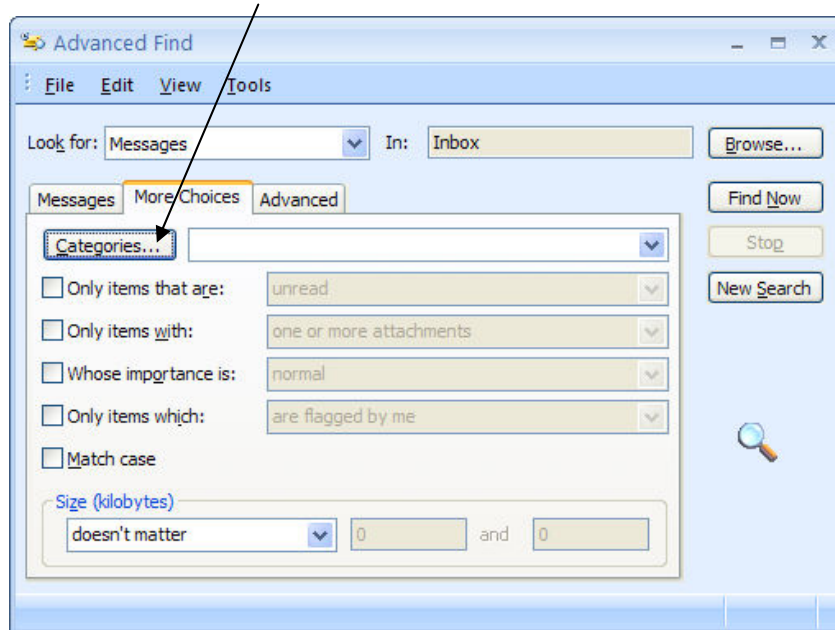 Advanced Find
File Edit View Tools
Look for: Messages In: Inbox Browse...
Messages More Choices Advanced Find Now
Categories... Stop
Only items that are: unread New Search
Only items with: one or more attachments
Whose importance is: normal
Only items which: are flagged by me
Match case
Size (kilobytes)
doesn't matter 0 and 0